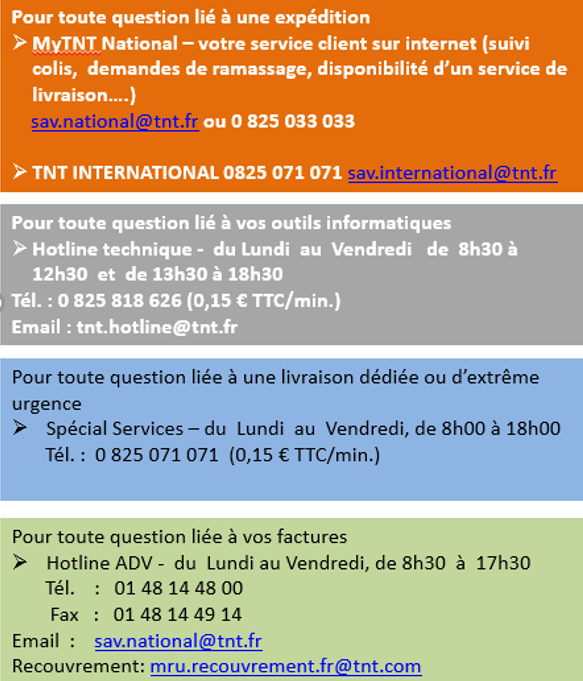 Pour toute question lié à une expédition
➢ MyTNT National – votre service client sur internet (suivi
colis, demandes de ramassage, disponibilité d’un service de
livraison….)
sav.national@tnt.fr ou 0 825 033 033
➢ TNT INTERNATIONAL 0825 071 071 sav.international@tnt.fr
Pour toute question lié à vos outils informatiques
➢ Hotline technique - du Lundi au Vendredi de 8h30 à
12h30 et de 13h30 à 18h30
Tél. : 0 825 818 626 (0,15 € TTC/min.)
Email : tnt.hotline@tnt.fr
Pour toute question liée à une livraison dédiée ou d’extrême
urgence
➢ Spécial Services – du Lundi au Vendredi, de 8h00 à 18h00
Tél. : 0 825 071 071 (0,15 € TTC/min.)
Pour toute question liée à vos factures
➢ Hotline ADV - du Lundi au Vendredi, de 8h30 à 17h30
Tél. : 01 48 14 48 00
Fax : 01 48 14 49 14
Email : sav.national@tnt.fr
Recouvrement: mru.recouvrement.fr@tnt.com